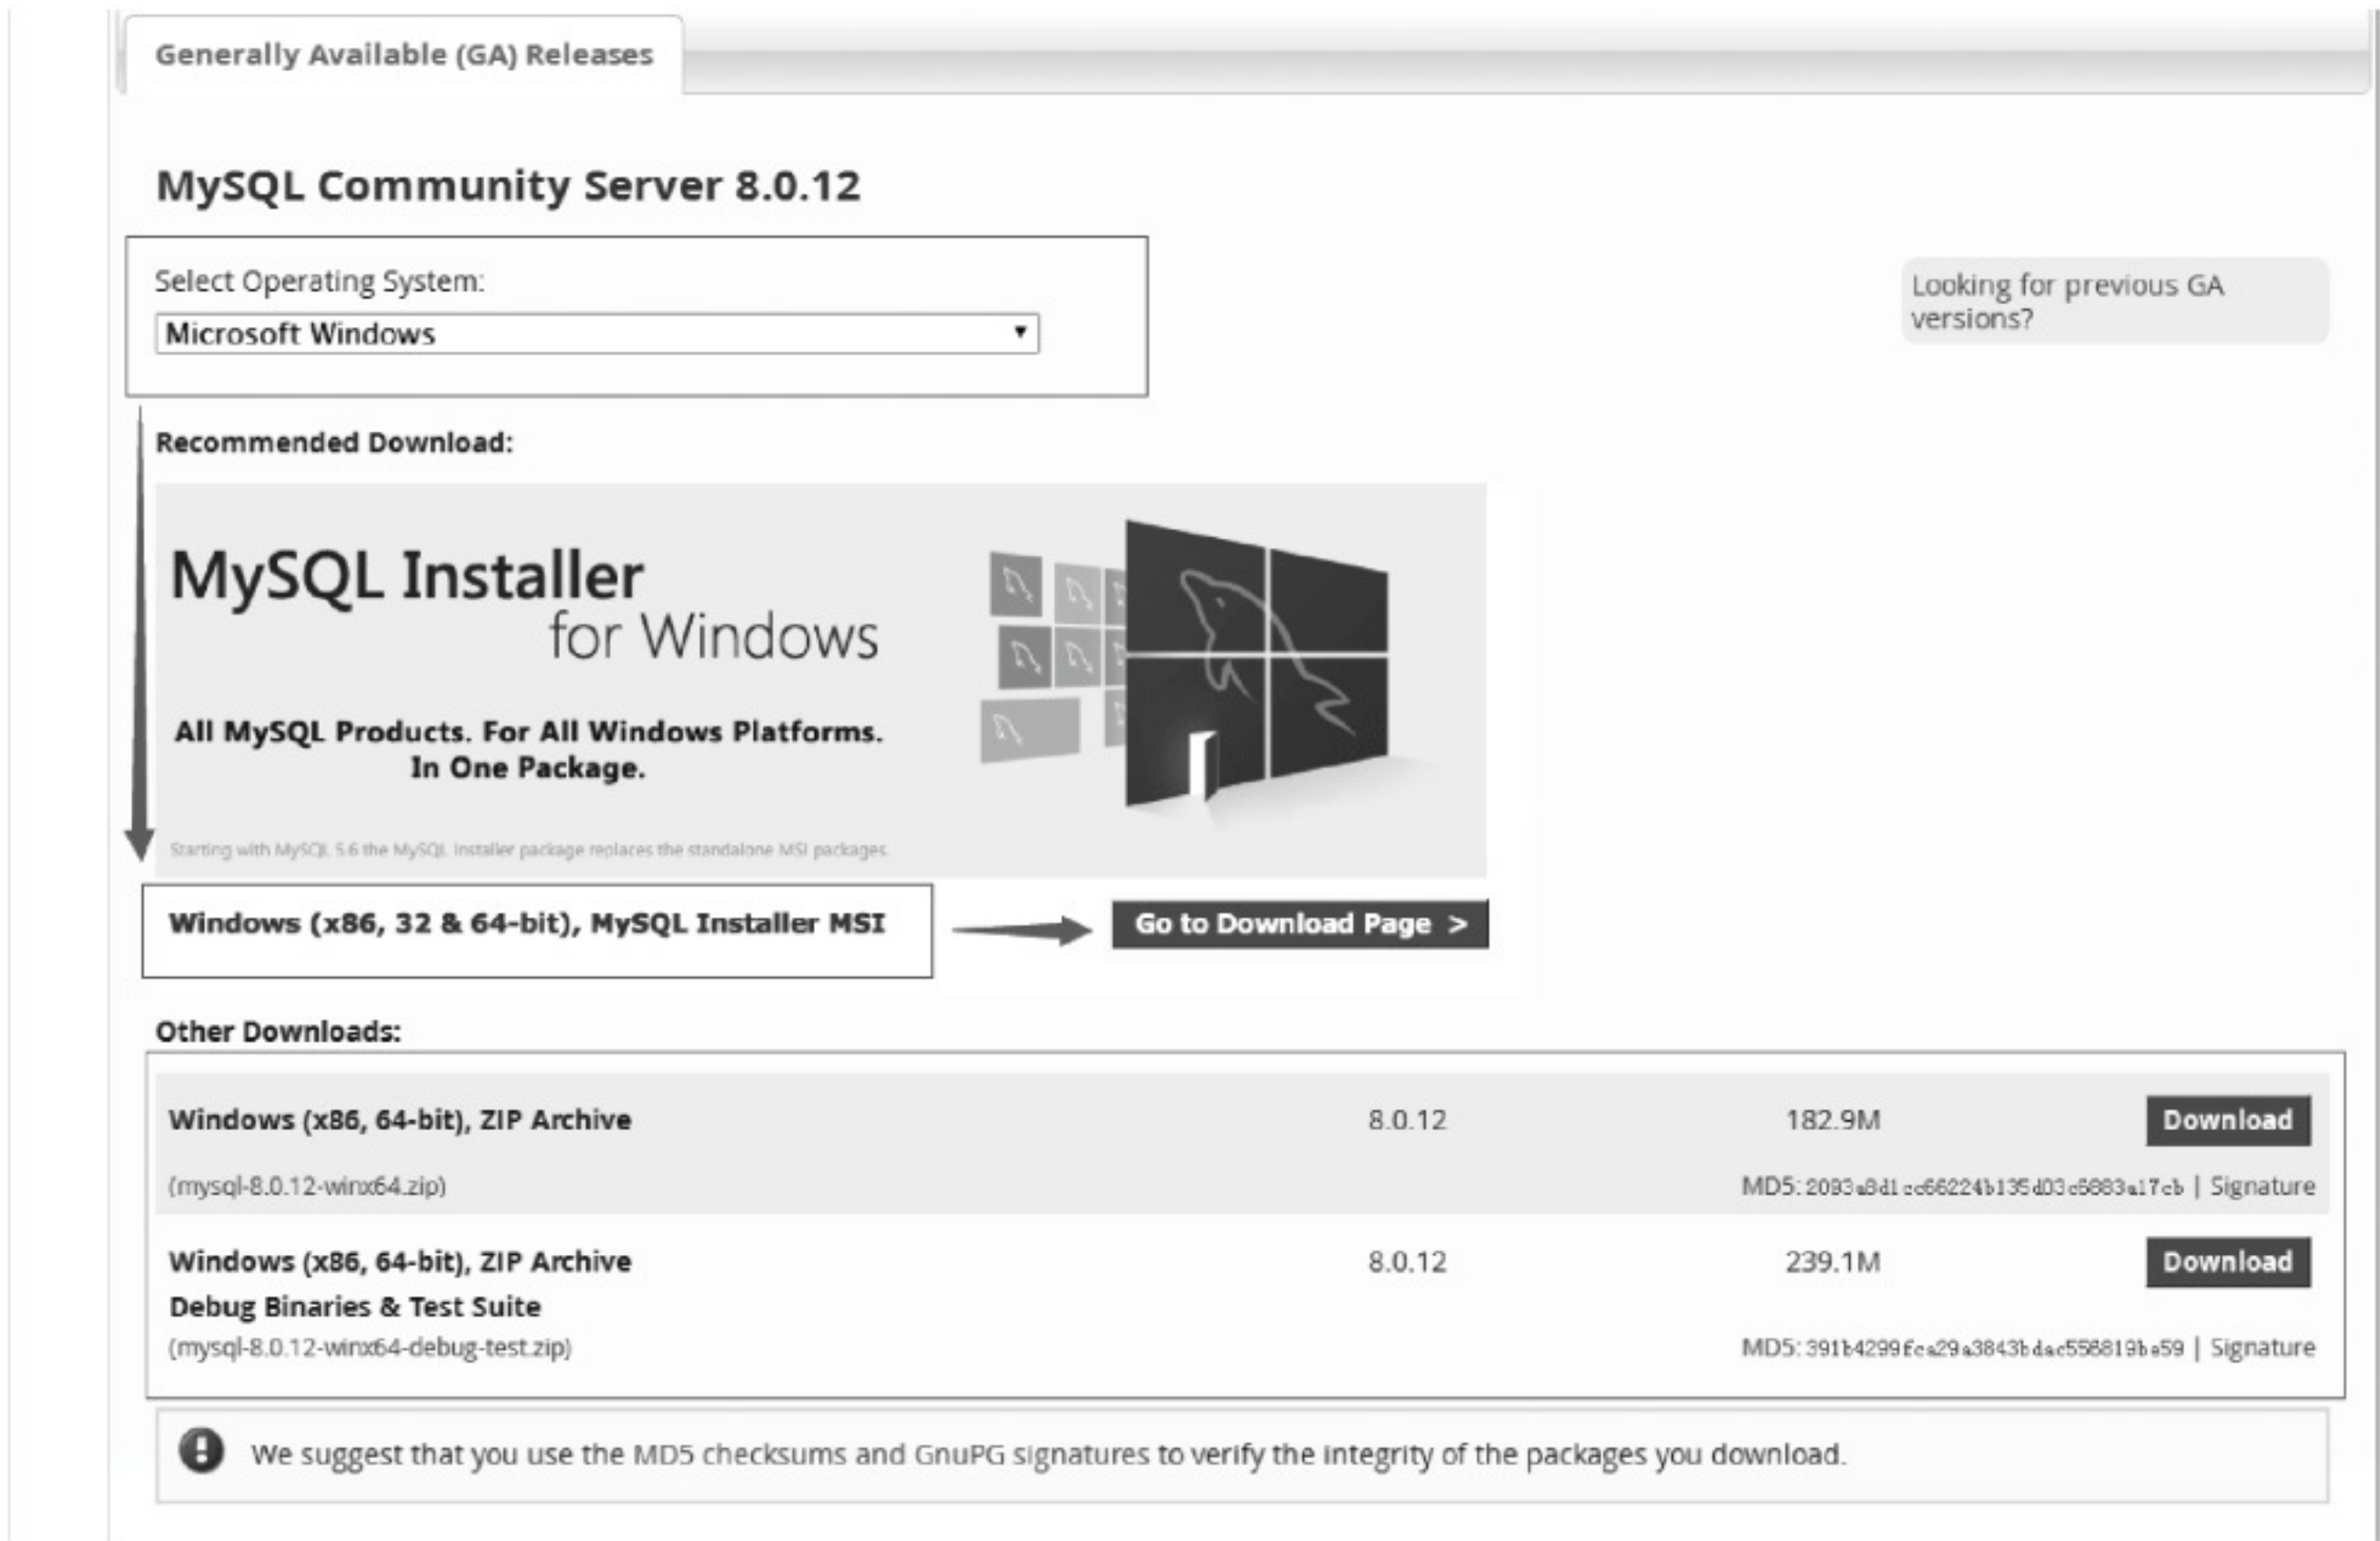 Generally Available (GA) Releases
MySQL Community Server 8.0.12
Select Operating System:
Looking for previous GA
versions?
Microsoft Windows
Recommended Download:
MySQL Installer
for Windows
All MySQL Products. For All Windows Platforms.
In One Package.
Starting with MySQL 5.6 the MySQL Installer package replaces the standalone MSI packages.
Windows (x86, 32 & 64-bit), MySQL Installer MSI
Go to Download Page >
Other Downloads:
Windows (x86, 64-bit), ZIP Archive 8.0.12 182.9M Download
(mysql-8.0.12-winx64.zip) MD5: | Signature
Windows (x86, 64-bit), ZIP Archive 8.0.12 239.1M Download
Debug Binaries & Test Suite
(mysql-8.0.12-winx64-debug-test.zip) MD5: | Signature
We suggest that you use the MD5 checksums and GnuPG signatures to verify the integrity of the packages you download.